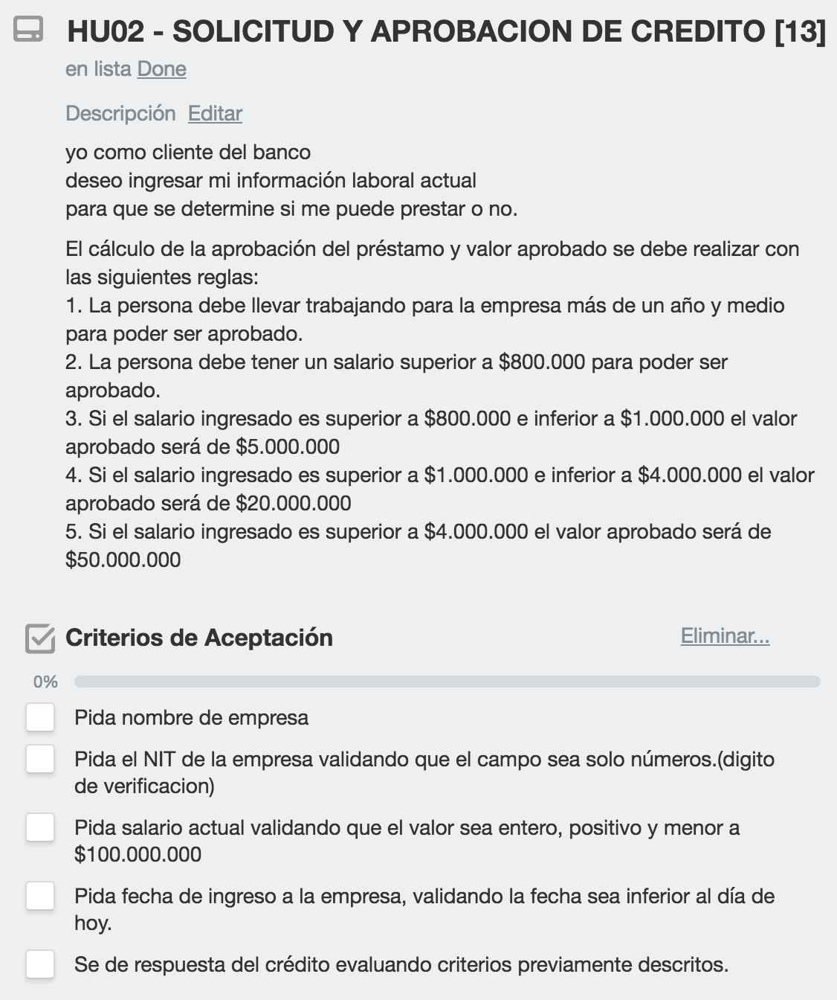 HU02 - SOLICITUD Y APROBACION DE CREDITO [13]
en lista Done
Descripción Editar
yo como cliente del banco
deseo ingresar mi información laboral actual
para que se determine si me puede prestar o no.
El cálculo de la aprobación del préstamo y valor aprobado se debe realizar con
las siguientes reglas:
1. La persona debe llevar trabajando para la empresa más de un año y medio
para poder ser aprobado.
2. La persona debe tener un salario superior a $800.000 para poder ser
aprobado.
3. Si el salario ingresado es superior a $800.000 e inferior a $1.000.000 el valor
aprobado será de $5.000.000
4. Si el salario ingresado es superior a $1.000.000 e inferior a $4.000.000 el valor
aprobado será de $20.000.000
5. Si el salario ingresado es superior a $4.000.000 el valor aprobado será de
$50.000.000
Criterios de Aceptación Eliminar...
0%
Pida nombre de empresa
Pida el NIT de la empresa validando que el campo sea solo números.(digito
de verificacion)
Pida salario actual validando que el valor sea entero, positivo y menor a
$100.000.000
Pida fecha de ingreso a la empresa, validando la fecha sea inferior al día de
hoy.
Se de respuesta del crédito evaluando criterios previamente descritos.